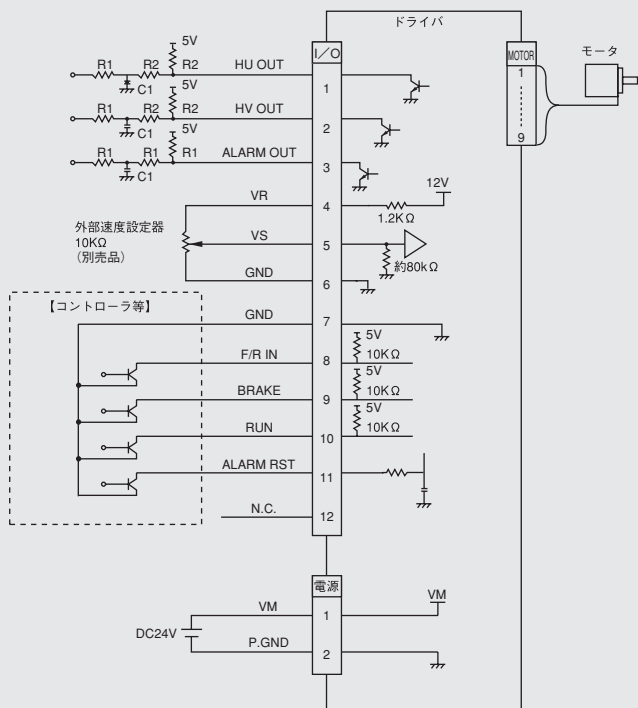 ドライバ
5V
I/O
MOTOR
モータ
R1 R2 R2 HU OUT
1
1
C1
5V
R1 R2 R2 HV OUT
2
C1
5V
9
R1 R1 R1 ALARM OUT
3
C1
12V
VR
4
1.2KΩ
外部速度設定器
10KΩ
(別売品)
VS
5
約80kΩ
GND
6
【コントローラ等】
GND
7
5V
F/R IN
8
10KΩ
5V
BRAKE
9
10KΩ
5V
RUN
10
10KΩ
ALARM RST
11
N.C.
12
電源
VM
1
VM
DC24V
P.GND
2